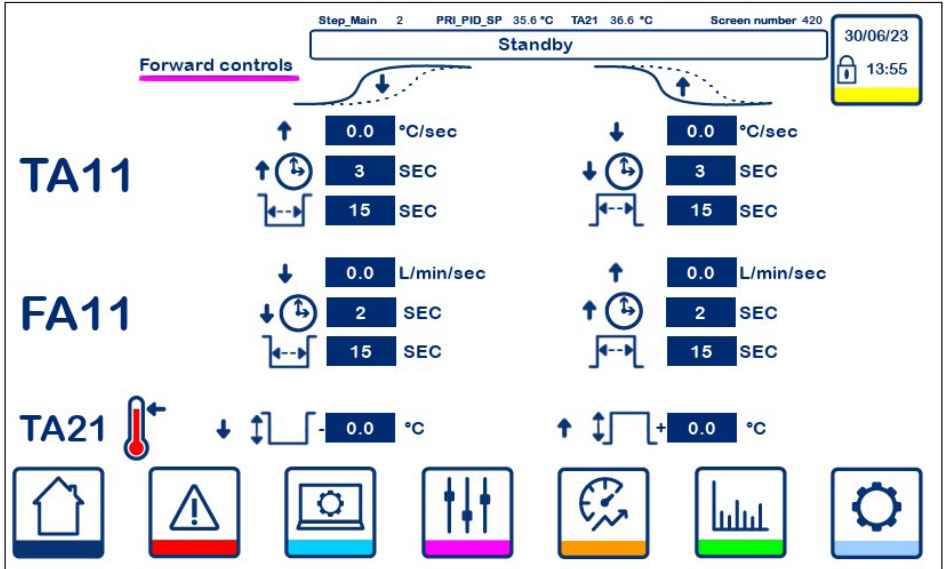 Step_Main 2 PRI_PID_SP 35.6 °C TA21 36.6 °C Screen number 420
Standby
30/06/23
13:55
Forward controls
TA11
0.0 °C/sec 0.0 °C/sec
3 SEC 3 SEC
15 SEC 15 SEC
FA11
0.0 L/min/sec 0.0 L/min/sec
2 SEC 2 SEC
15 SEC 15 SEC
TA21 - 0.0 °C + 0.0 °C